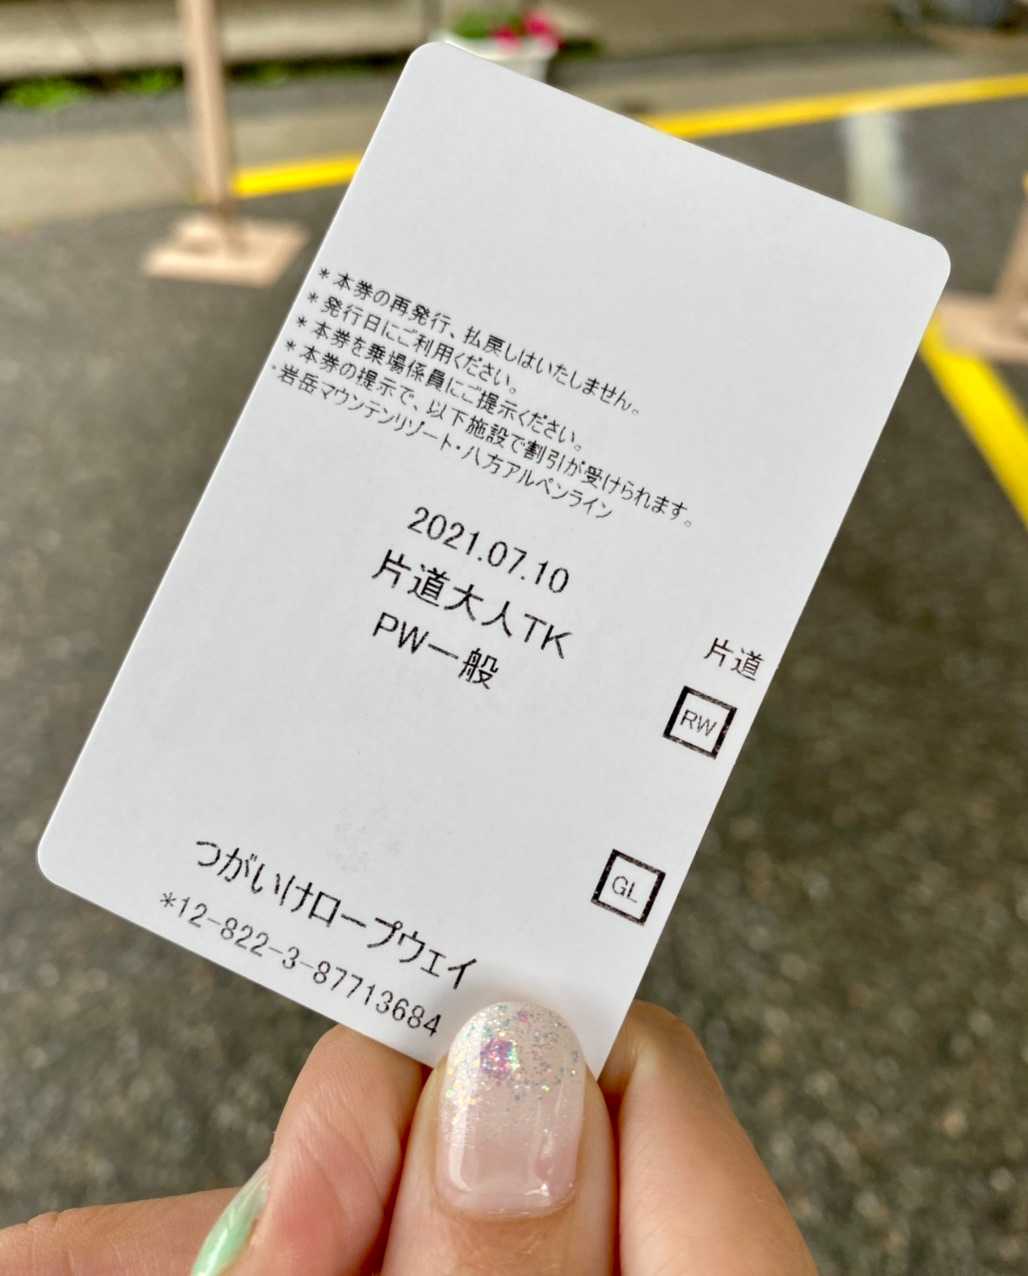 *本券の再発行、払戻しはいたしません。
*発行日にご利用ください。
*本券を乗場係員にご提示ください。
*本券の提示で、以下施設で割引が受けられます。
・岩岳マウンテンリゾート・八方アルペンライン
2021.07.10
片道大人TK
PW一般
片道
RW
GL
つがいけロープウェイ
*12-822-3-87713684